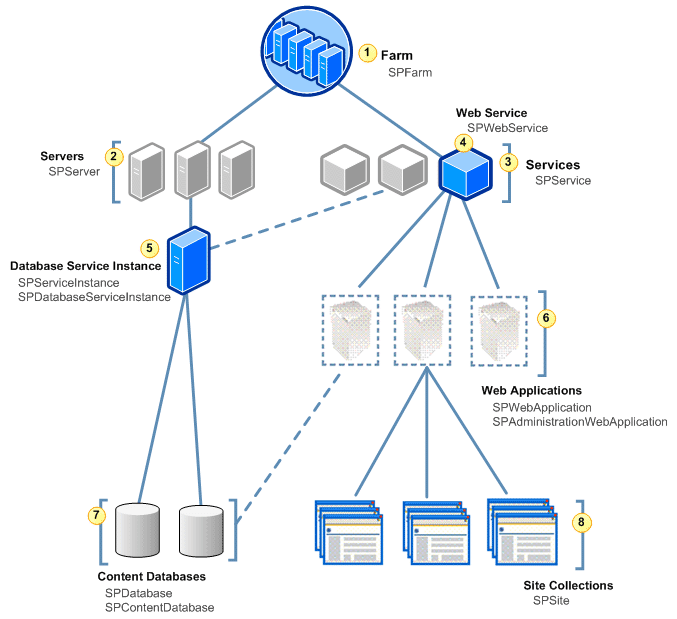 1
Farm
SPFarm
Web Service
SPWebService
4
Servers
SPServer
2
3
Services
SPService
5
Database Service Instance
SPServiceInstance
SPDatabaseServiceInstance
6
Web Applications
SPWebApplication
SPAdministrationWebApplication
7
Content Databases
SPDatabase
SPContentDatabase
8
Site Collections
SPSite